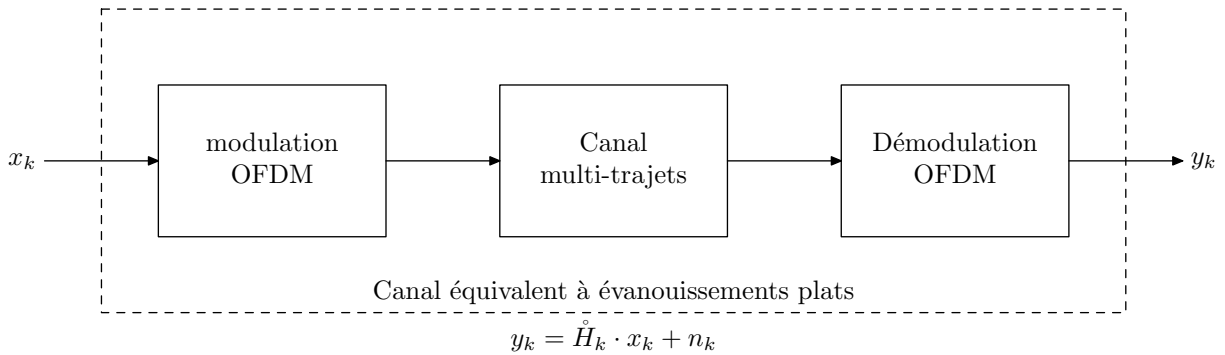 x_k
modulation
OFDM
Canal
multi-trajets
Démodulation
OFDM
y_k
Canal équivalent à évanouissements plats
y_k = H̊_k · x_k + n_k